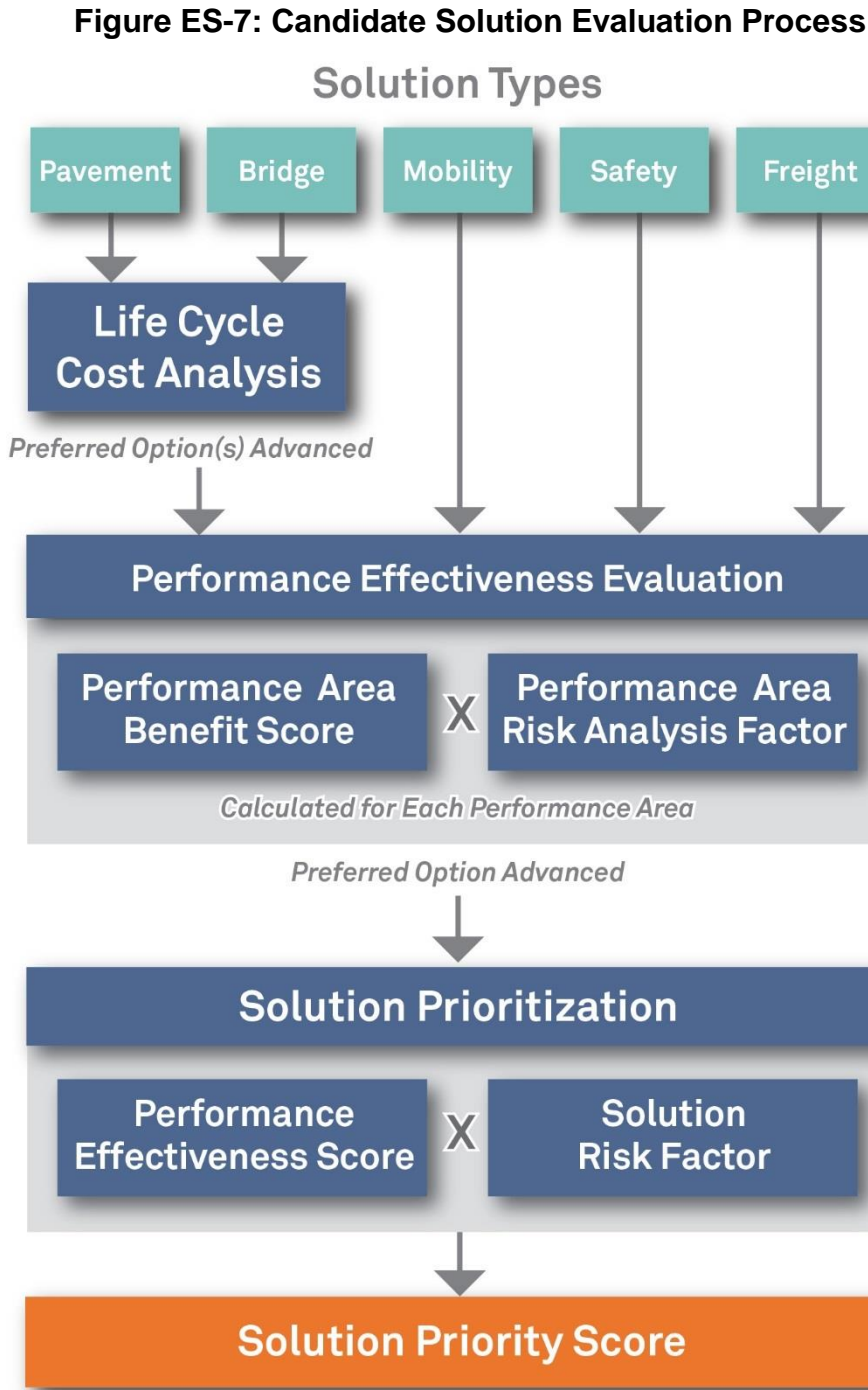 Figure ES-7: Candidate Solution Evaluation Process
Solution Types
Pavement
Bridge
Mobility
Safety
Freight
Life Cycle
Cost Analysis
Preferred Option(s) Advanced
Performance Effectiveness Evaluation
Performance Area
Benefit Score
X
Performance Area
Risk Analysis Factor
Calculated for Each Performance Area
Preferred Option Advanced
Solution Prioritization
Performance
Effectiveness Score
X
Solution
Risk Factor
Solution Priority Score